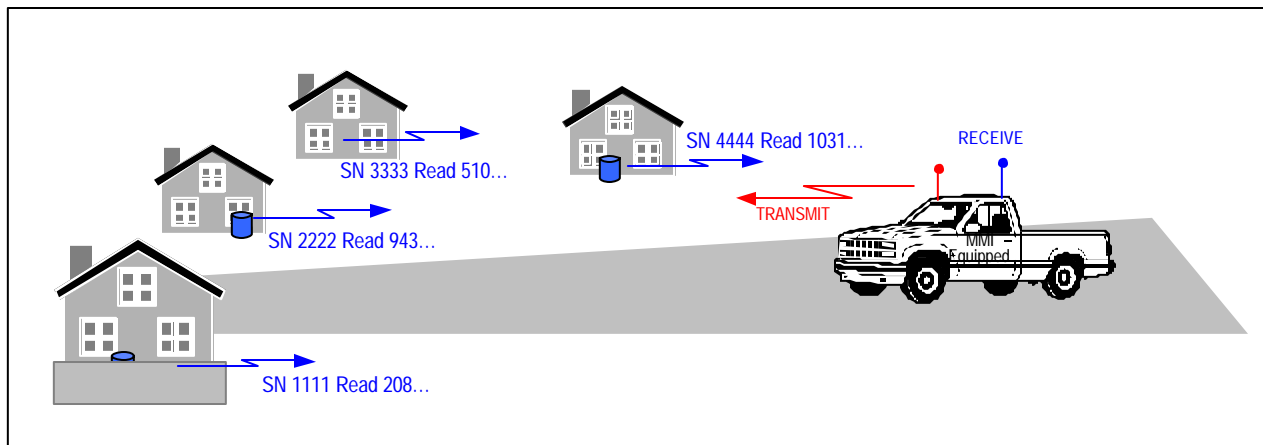 SN 4444 Read 1031…
RECEIVE
SN 3333 Read 510…
TRANSMIT
SN 2222 Read 943…
MMI
Equipped
SN 1111 Read 208…